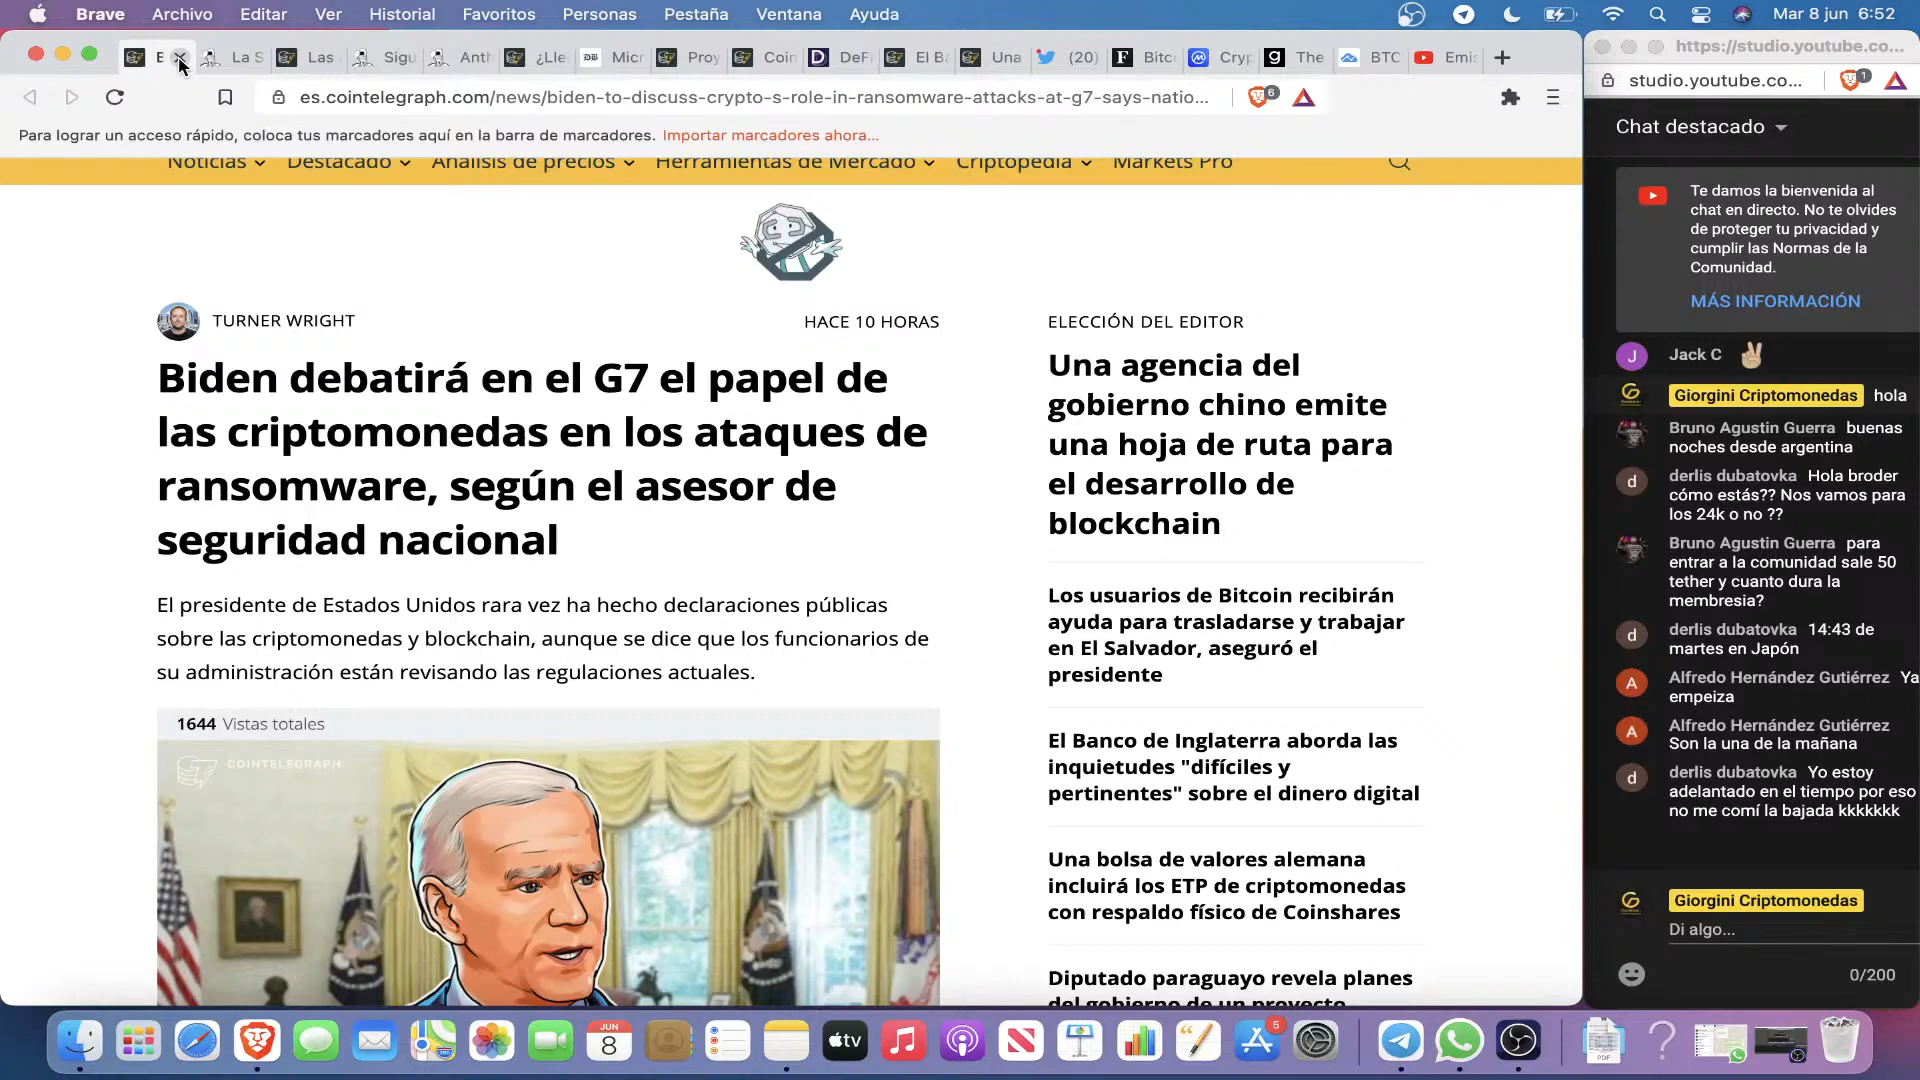 Brave Archivo Editar Ver Historial Favoritos Personas Pestaña Ventana Ayuda Mar 8 jun 6:52
La S Las Sigu Anth ¿Lle Micr Proy Coin DeF El Ba Una (20) Bitc Cryp The BTC Emis
https://studio.youtube.co...
es.cointelegraph.com/news/biden-to-discuss-crypto-s-role-in-ransomware-attacks-at-g7-says-natio... 6
studio.youtube.co... 1
Para lograr un acceso rápido, coloca tus marcadores aquí en la barra de marcadores. Importar marcadores ahora...
Noticias Destacado Análisis de precios Herramientas de Mercado Criptopedia Markets Pro
TURNER WRIGHT HACE 10 HORAS
Biden debatirá en el G7 el papel de
las criptomonedas en los ataques de
ransomware, según el asesor de
seguridad nacional
El presidente de Estados Unidos rara vez ha hecho declaraciones públicas
sobre las criptomonedas y blockchain, aunque se dice que los funcionarios de
su administración están revisando las regulaciones actuales.
1644 Vistas totales
COINTELEGRAPH
ELECCIÓN DEL EDITOR
Una agencia del
gobierno chino emite
una hoja de ruta para
el desarrollo de
blockchain
Los usuarios de Bitcoin recibirán
ayuda para trasladarse y trabajar
en El Salvador, aseguró el
presidente
El Banco de Inglaterra aborda las
inquietudes "difíciles y
pertinentes" sobre el dinero digital
Una bolsa de valores alemana
incluirá los ETP de criptomonedas
con respaldo físico de Coinshares
Diputado paraguayo revela planes
del gobierno de un proyecto
Chat destacado
Te damos la bienvenida al
chat en directo. No te olvides
de proteger tu privacidad y
cumplir las Normas de la
Comunidad.
MÁS INFORMACIÓN
J Jack C
Giorgini Criptomonedas hola
Bruno Agustin Guerra buenas
noches desde argentina
d derlis dubatovka Hola broder
cómo estás?? Nos vamos para
los 24k o no ??
Bruno Agustin Guerra para
entrar a la comunidad sale 50
tether y cuanto dura la
membresia?
d derlis dubatovka 14:43 de
martes en Japón
A Alfredo Hernández Gutiérrez Ya
empeiza
A Alfredo Hernández Gutiérrez
Son la una de la mañana
d derlis dubatovka Yo estoy
adelantado en el tiempo por eso
no me comí la bajada kkkkkkk
Giorgini Criptomonedas
Di algo...
0/200
JUN
8
tv
5
PDF